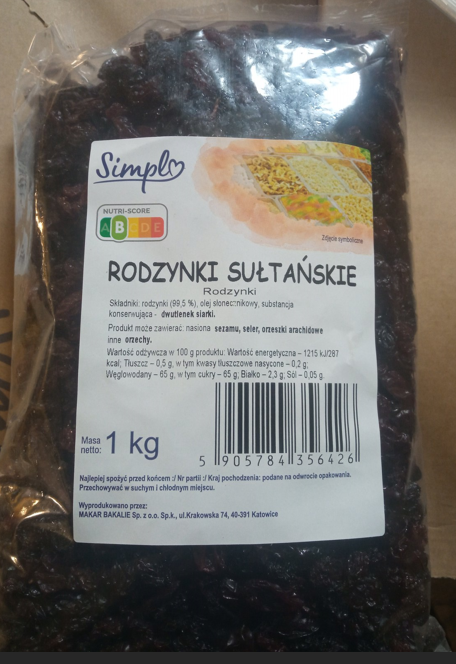 Simpl
NUTRI-SCORE
A B C D E
Zdjęcie symboliczne
RODZYNKI SUŁTAŃSKIE
Rodzynki
Składniki: rodzynki (99,5 %), olej słonecznikowy, substancja
konserwująca - dwutlenek siarki.
Produkt może zawierać: nasiona sezamu, seler, orzeszki arachidowe
inne orzechy.
Wartość odżywcza w 100 g produktu: Wartość energetyczna – 1215 kJ/287
kcal; Tłuszcz – 0,5 g, w tym kwasy tłuszczowe nasycone – 0,2 g;
Węglowodany – 65 g, w tym cukry – 65 g; Białko – 2,3 g; Sól – 0,05 g.
Masa
netto: 1 kg
5 905784 356426
Najlepiej spożyć przed końcem :/ Nr partii :/ Kraj pochodzenia: podane na odwrocie opakowania.
Przechowywać w suchym i chłodnym miejscu.
Wyprodukowano przez:
MAKAR BAKALIE Sp. z o.o. Sp.k., ul.Krakowska 74, 40-391 Katowice